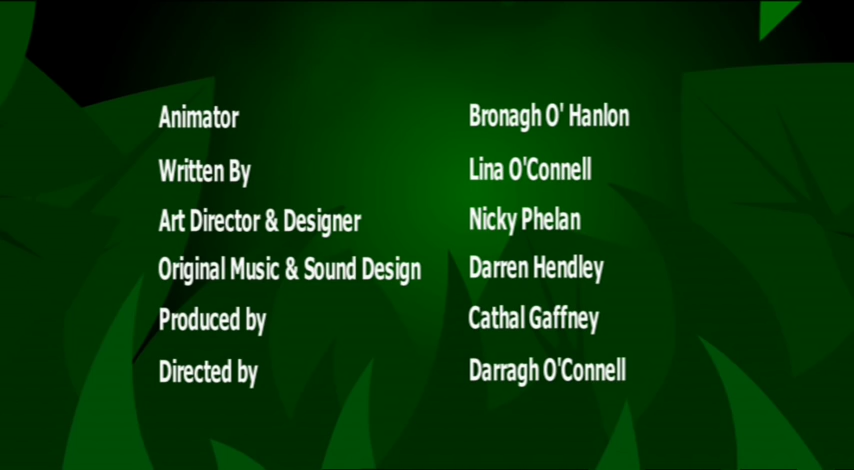 Animator Bronagh O' Hanlon
Written By Lina O'Connell
Art Director & Designer Nicky Phelan
Original Music & Sound Design Darren Hendley
Produced by Cathal Gaffney
Directed by Darragh O'Connell